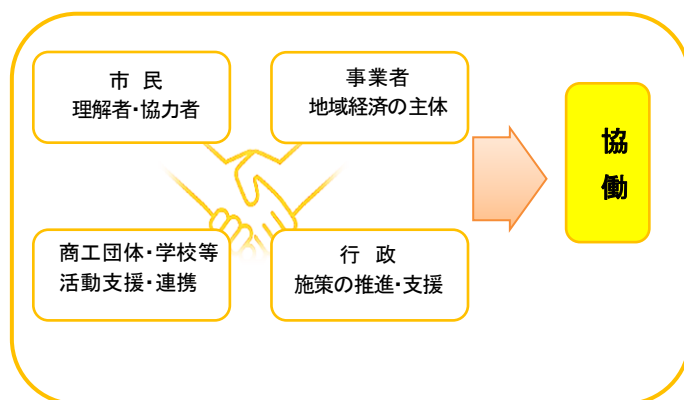 市 民
理解者・協力者
事業者
地域経済の主体
協
働
商工団体・学校等
活動支援・連携
行 政
施策の推進・支援